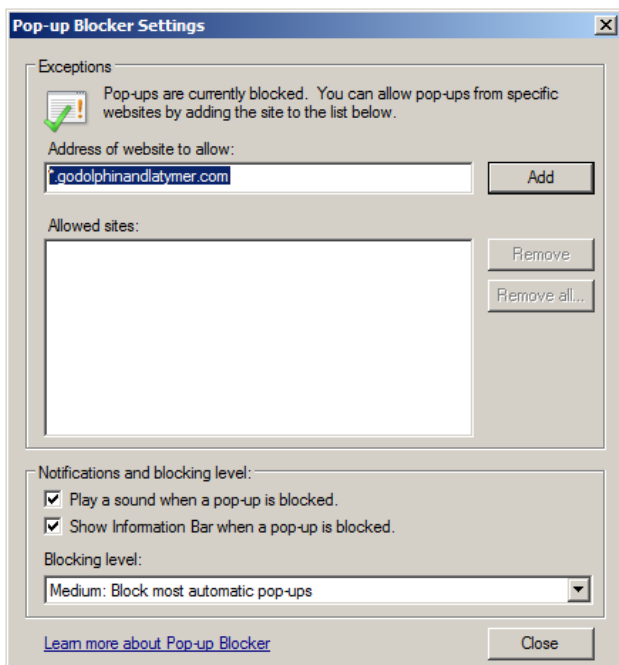 Pop-up Blocker Settings
Exceptions
Pop-ups are currently blocked. You can allow pop-ups from specific
websites by adding the site to the list below.
Address of website to allow:
*.godolphinandlatymer.com
Add
Allowed sites:
Remove
Remove all...
Notifications and blocking level:
Play a sound when a pop-up is blocked.
Show Information Bar when a pop-up is blocked.
Blocking level:
Medium: Block most automatic pop-ups
Learn more about Pop-up Blocker
Close